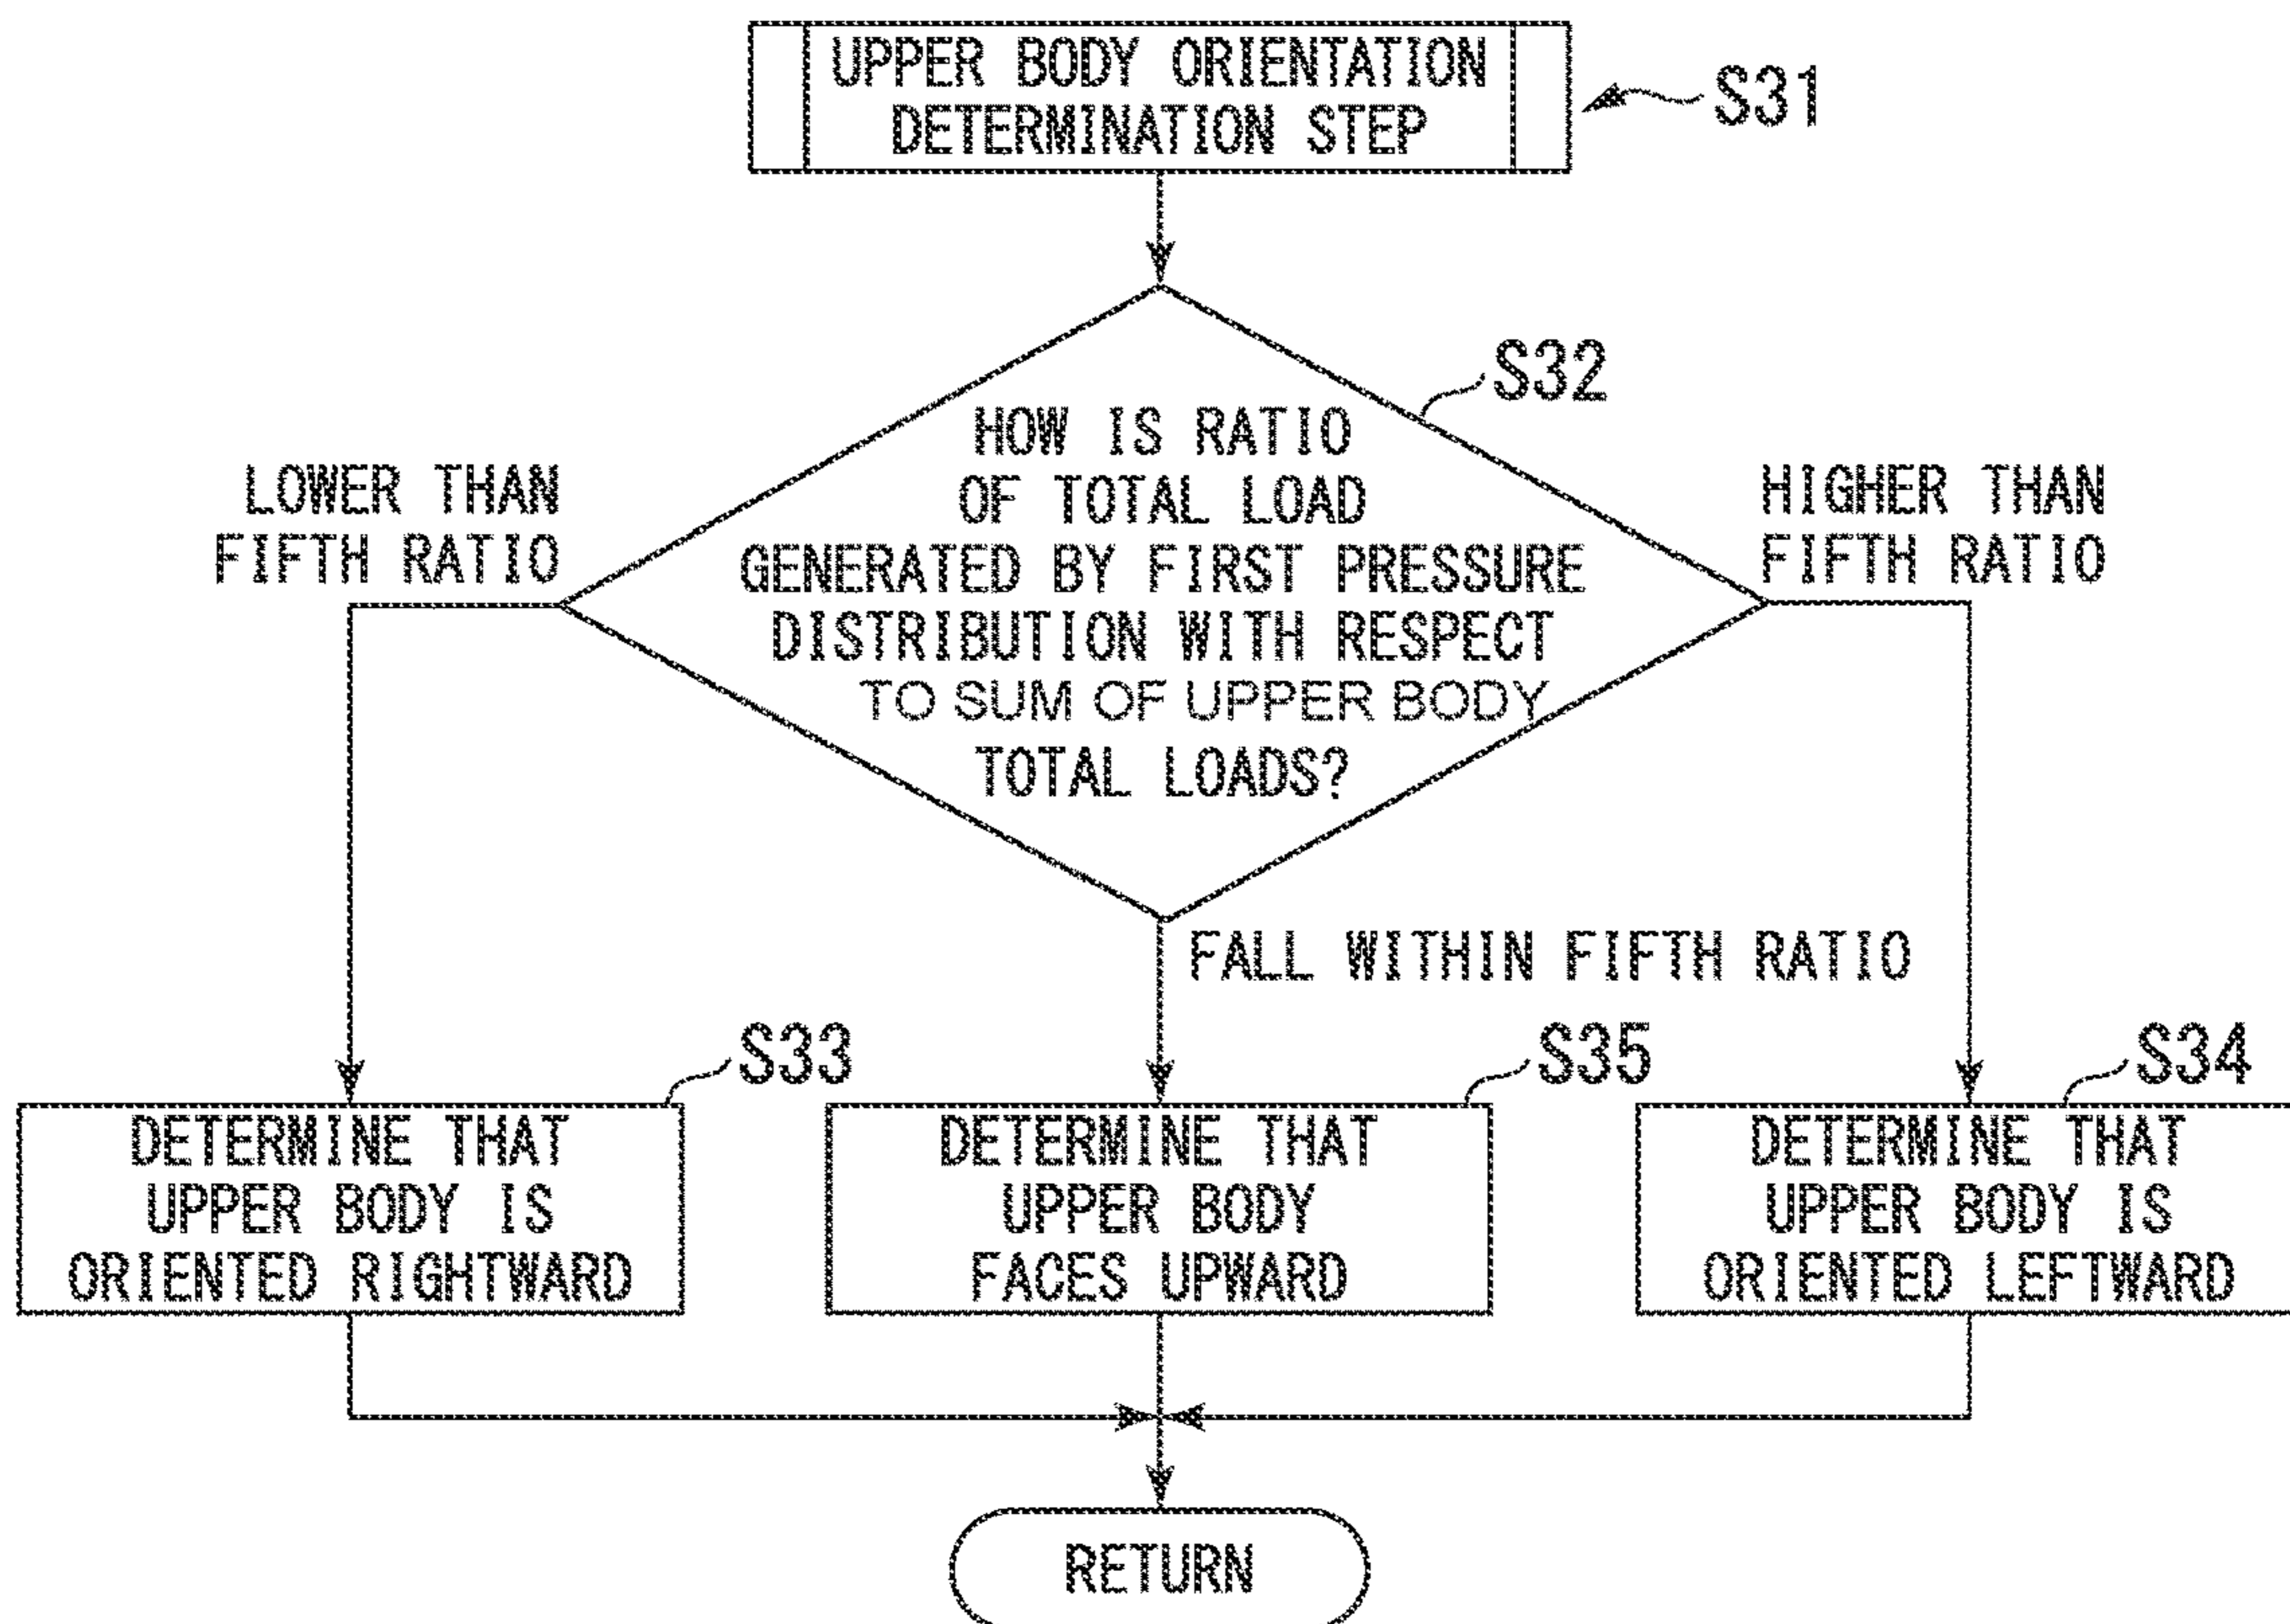 UPPER BODY ORIENTATION
DETERMINATION STEP
S31
S32
HOW IS RATIO
OF TOTAL LOAD
GENERATED BY FIRST PRESSURE
DISTRIBUTION WITH RESPECT
TO SUM OF UPPER BODY
TOTAL LOADS?
LOWER THAN
FIFTH RATIO
HIGHER THAN
FIFTH RATIO
FALL WITHIN FIFTH RATIO
S33
DETERMINE THAT
UPPER BODY IS
ORIENTED RIGHTWARD
S35
DETERMINE THAT
UPPER BODY
FACES UPWARD
S34
DETERMINE THAT
UPPER BODY IS
ORIENTED LEFTWARD
RETURN